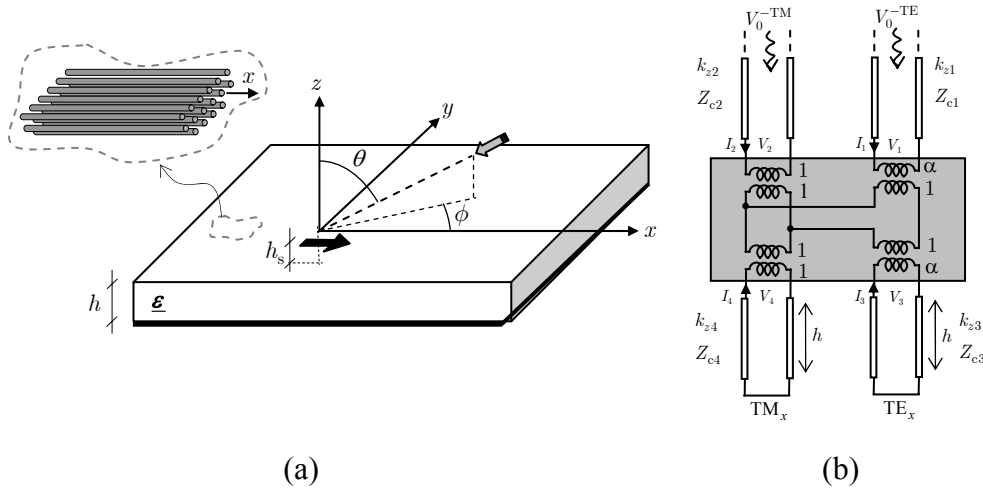 x
z
y
θ
ϕ
x
h_s
h
ε
(a)
V_0^{-TM}
V_0^{-TE}
k_{z2}
k_{z1}
Z_{c2}
Z_{c1}
I_2
V_2
I_1
V_1
1
α
1
1
1
1
1
α
I_4
V_4
I_3
V_3
k_{z4}
h
k_{z3}
h
Z_{c4}
Z_{c3}
TM_x
TE_x
(b)